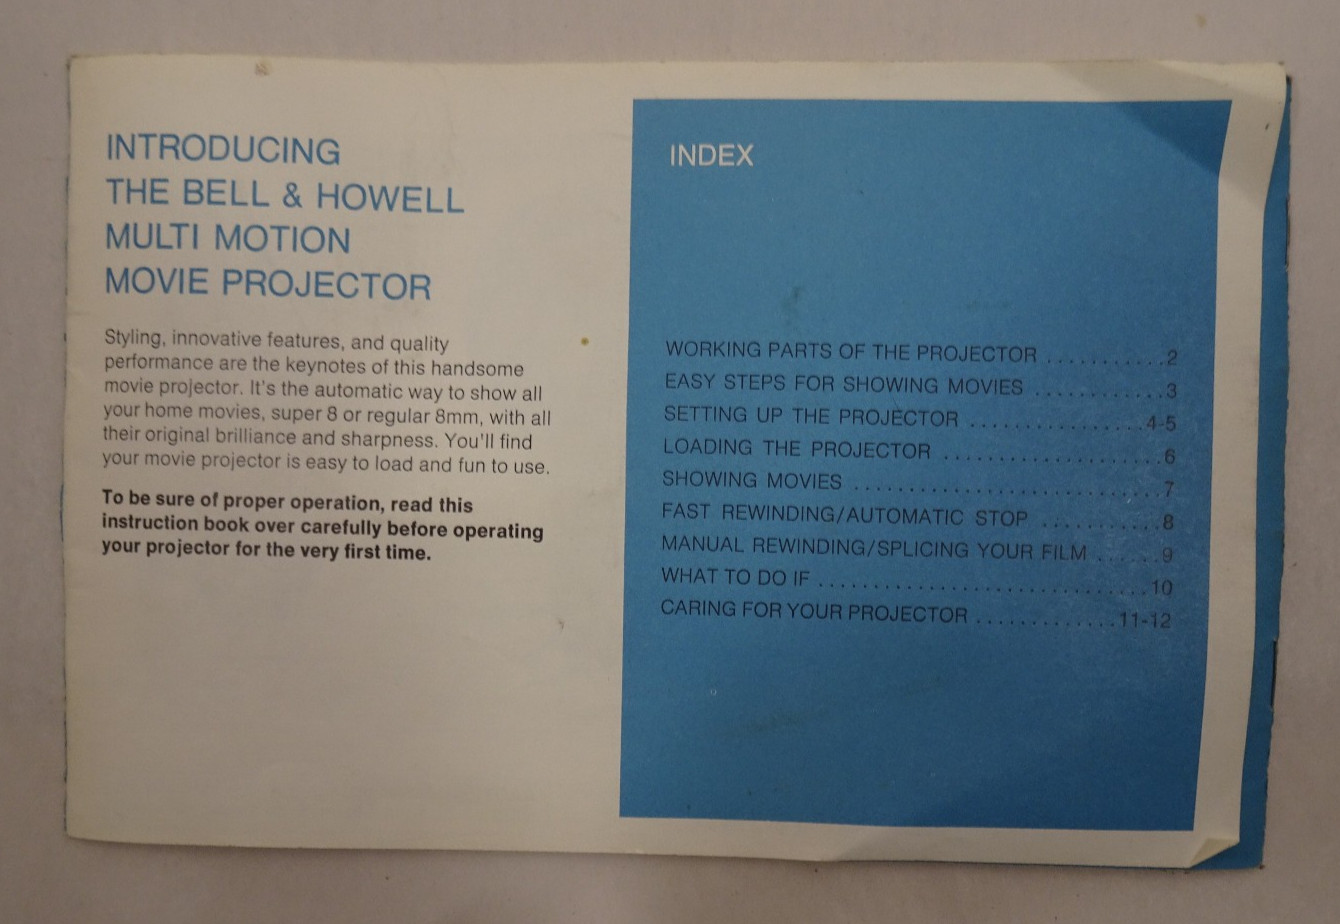 INTRODUCING
THE BELL & HOWELL
MULTI MOTION
MOVIE PROJECTOR
Styling, innovative features, and quality
performance are the keynotes of this handsome
movie projector. It's the automatic way to show all
your home movies, super 8 or regular 8mm, with all
their original brilliance and sharpness. You'll find
your movie projector is easy to load and fun to use.
To be sure of proper operation, read this
instruction book over carefully before operating
your projector for the very first time.
INDEX
WORKING PARTS OF THE PROJECTOR ...........2
EASY STEPS FOR SHOWING MOVIES ............3
SETTING UP THE PROJECTOR ................4-5
LOADING THE PROJECTOR ....................6
SHOWING MOVIES ............................7
FAST REWINDING/AUTOMATIC STOP ...........8
MANUAL REWINDING/SPLICING YOUR FILM ......9
WHAT TO DO IF ..............................10
CARING FOR YOUR PROJECTOR .............11-12